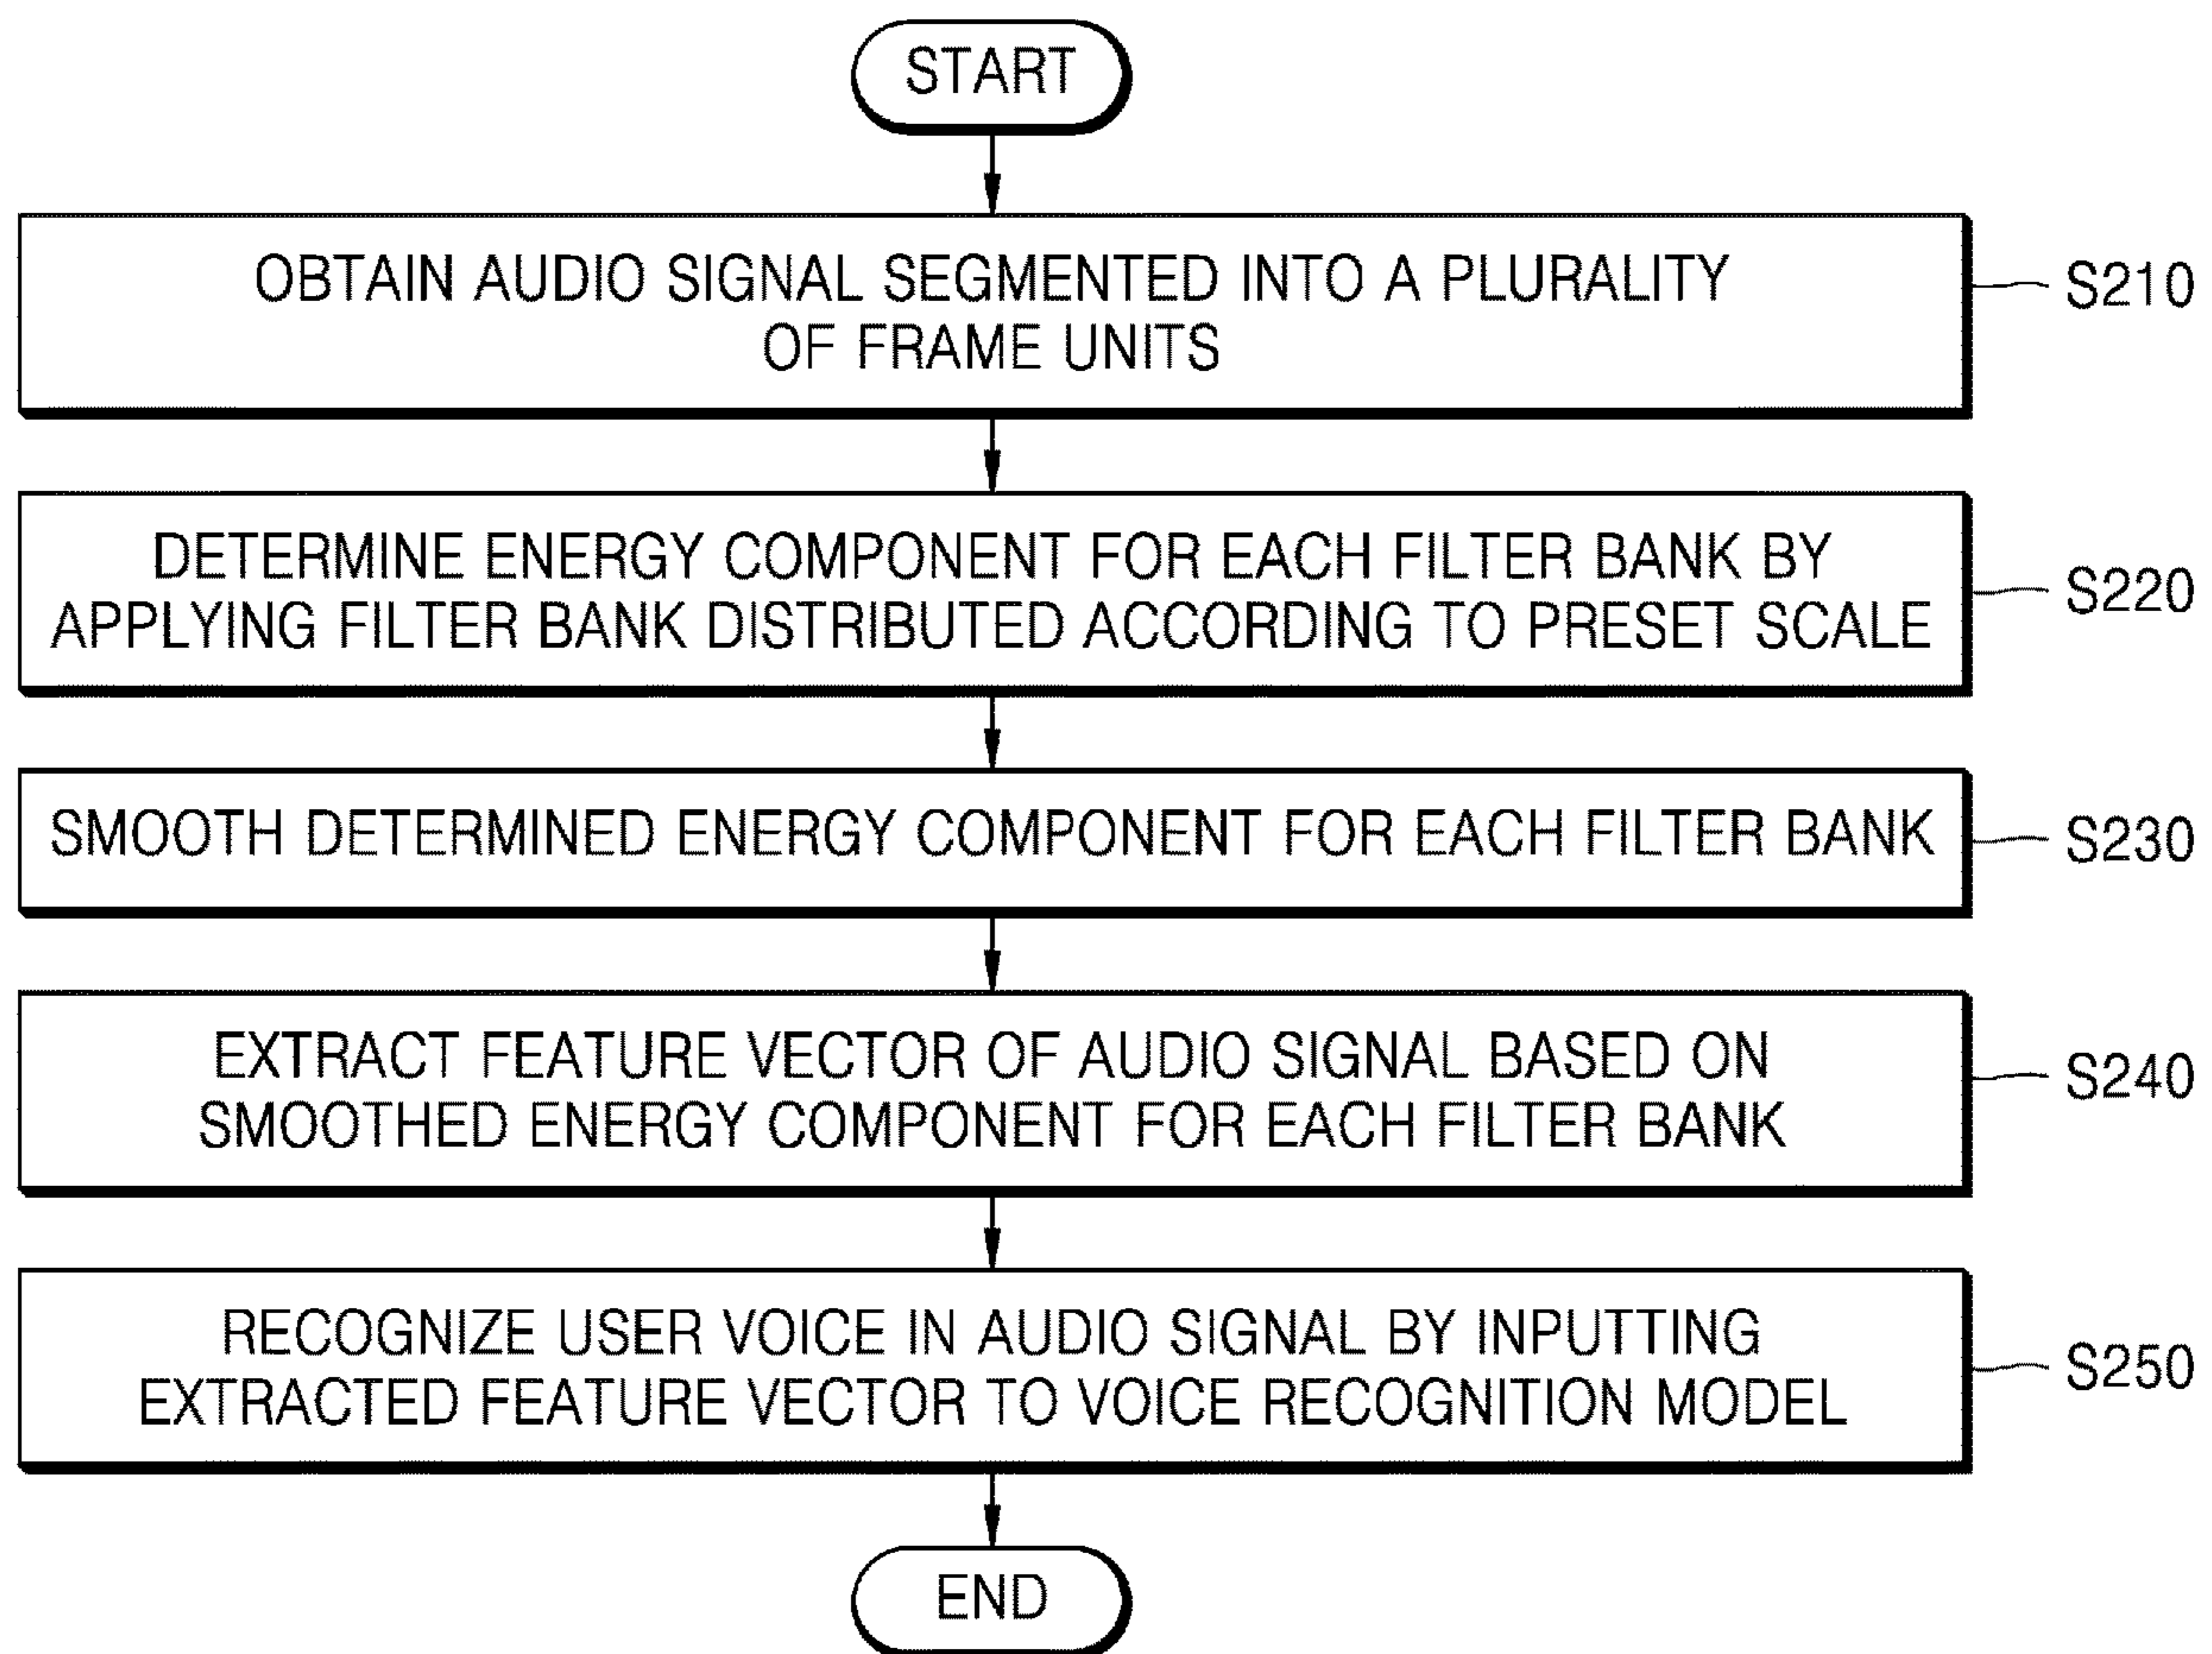 START
OBTAIN AUDIO SIGNAL SEGMENTED INTO A PLURALITY
OF FRAME UNITS
S210
DETERMINE ENERGY COMPONENT FOR EACH FILTER BANK BY
APPLYING FILTER BANK DISTRIBUTED ACCORDING TO PRESET SCALE
S220
SMOOTH DETERMINED ENERGY COMPONENT FOR EACH FILTER BANK
S230
EXTRACT FEATURE VECTOR OF AUDIO SIGNAL BASED ON
SMOOTHED ENERGY COMPONENT FOR EACH FILTER BANK
S240
RECOGNIZE USER VOICE IN AUDIO SIGNAL BY INPUTTING
EXTRACTED FEATURE VECTOR TO VOICE RECOGNITION MODEL
S250
END